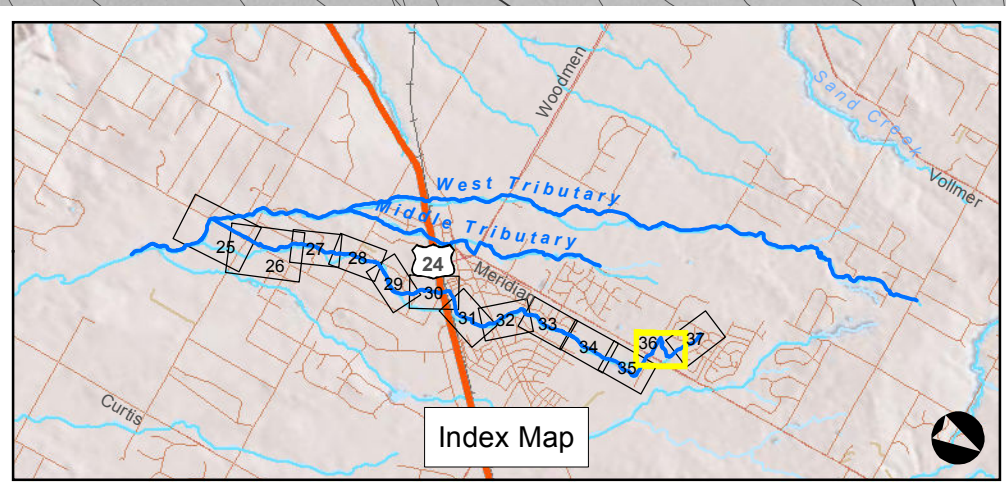 Woodmen
Sand Creek
Vollmer
West Tributary
Middle Tributary
24
Meridian
25
26
27
28
29
30
31
32
33
34
35
36
37
Curtis
Index Map